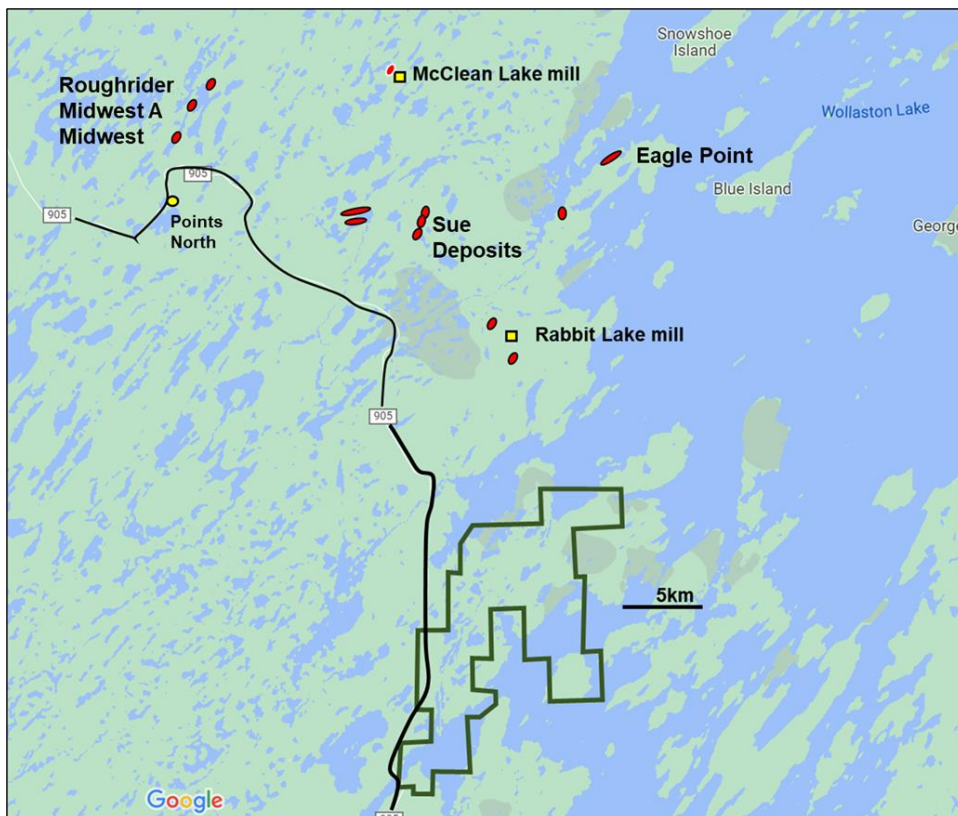 Snowshoe
Island
McClean Lake mill
Roughrider
Midwest A
Midwest
Wollaston Lake
Eagle Point
905
Blue Island
905
Points
North
Sue
Deposits
George
Rabbit Lake mill
905
5km
Google